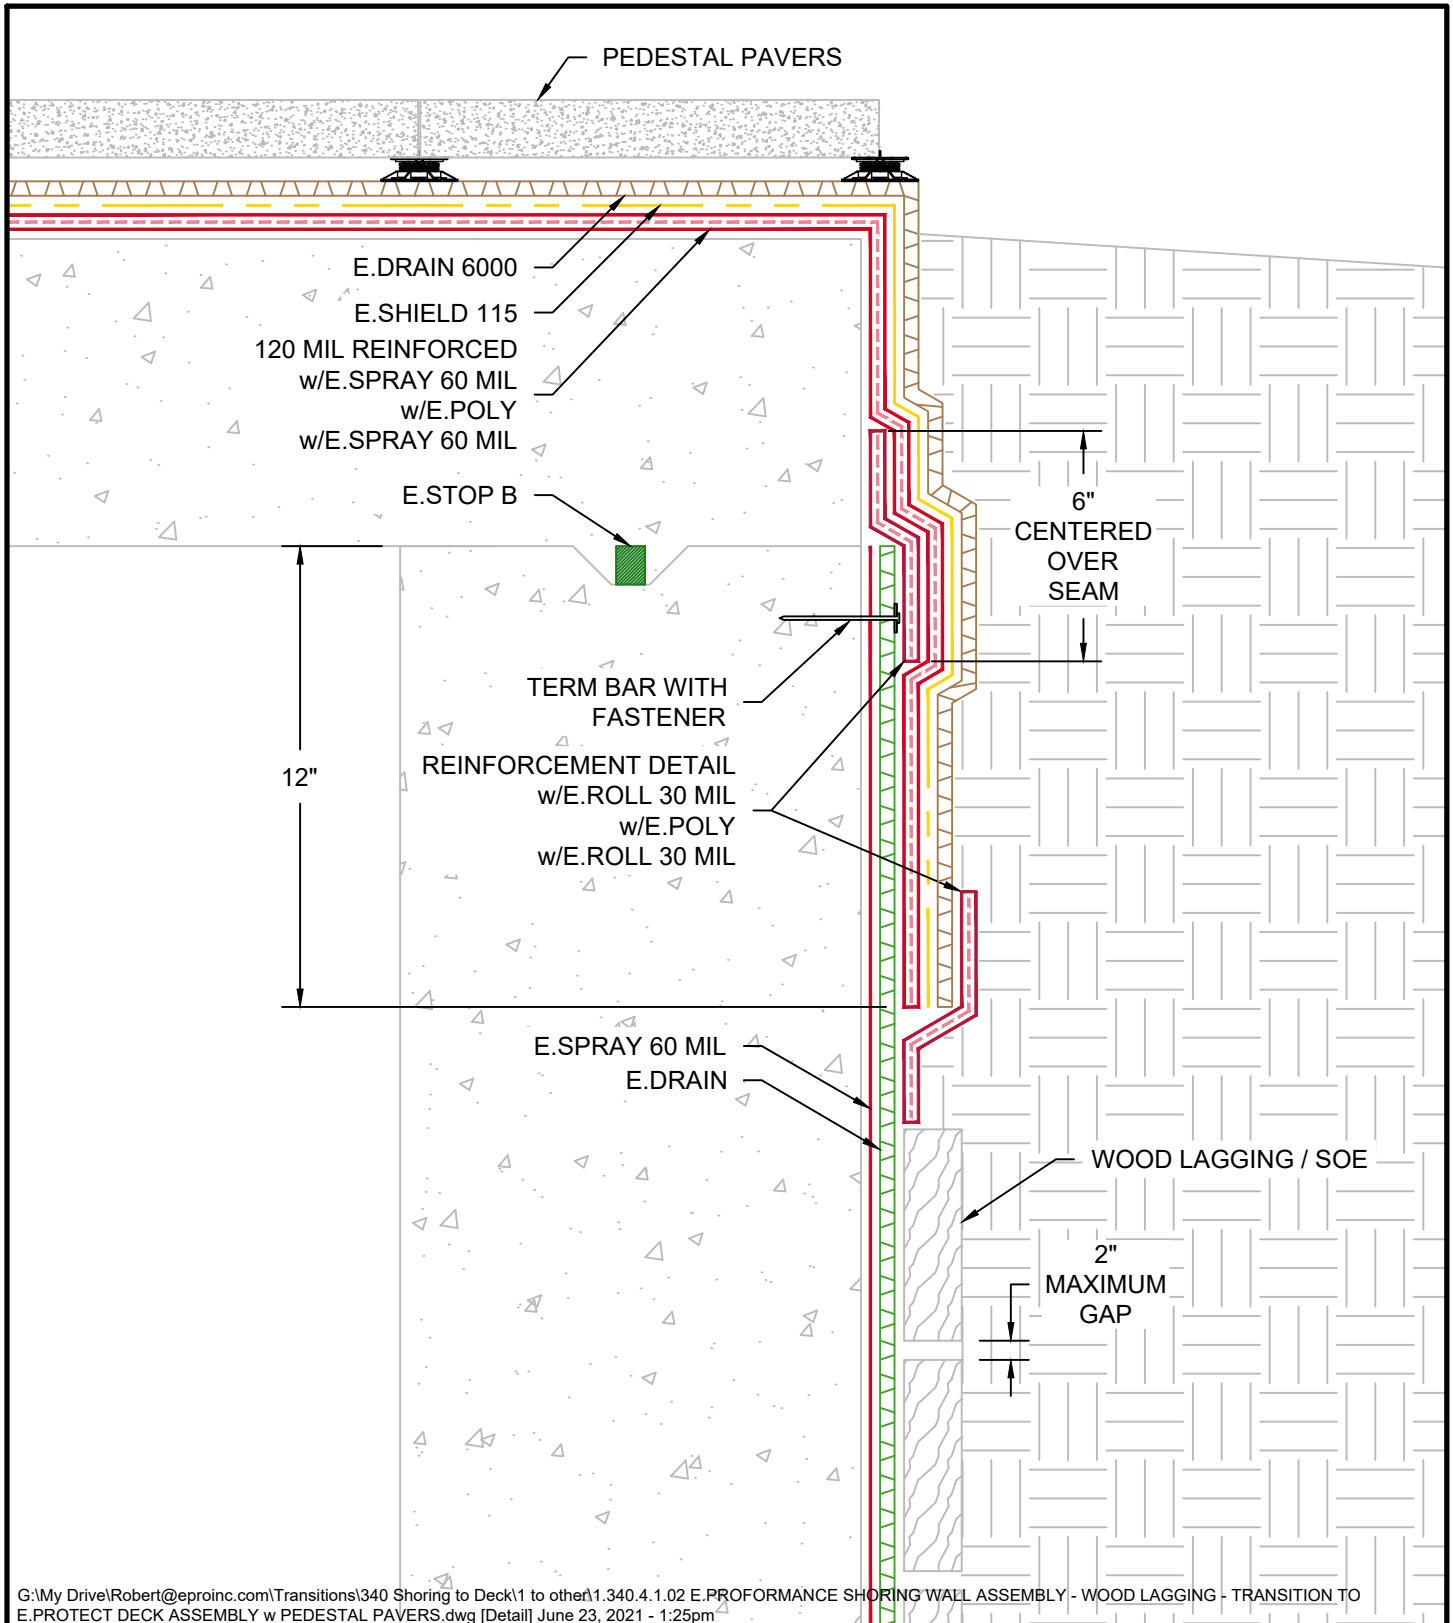 PEDESTAL PAVERS
E.DRAIN 6000
E.SHIELD 115
120 MIL REINFORCED
w/E.SPRAY 60 MIL
w/E.POLY
w/E.SPRAY 60 MIL
E.STOP B
6"
CENTERED
OVER
SEAM
TERM BAR WITH
FASTENER
12"
REINFORCEMENT DETAIL
w/E.ROLL 30 MIL
w/E.POLY
w/E.ROLL 30 MIL
E.SPRAY 60 MIL
E.DRAIN
WOOD LAGGING / SOE
2"
MAXIMUM
GAP
G:\My Drive\Robert@eproinc.com\Transitions\340 Shoring to Deck\1 to other\1.340.4.1.02 E.PROFORMANCE SHORING WALL ASSEMBLY - WOOD LAGGING - TRANSITION TO
E.PROTECT DECK ASSEMBLY w PEDESTAL PAVERS.dwg [Detail] June 23, 2021 - 1:25pm